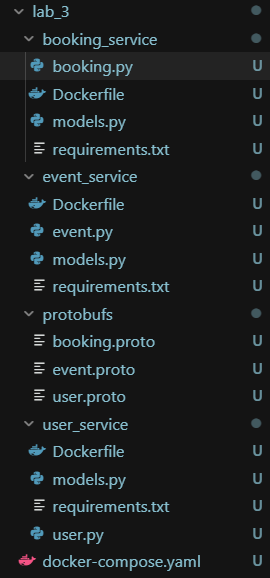 lab_3
booking_service
booking.py U
Dockerfile U
models.py U
requirements.txt U
event_service
Dockerfile U
event.py U
models.py U
requirements.txt U
protobufs
booking.proto U
event.proto U
user.proto U
user_service
Dockerfile U
models.py U
requirements.txt U
user.py U
docker-compose.yaml U